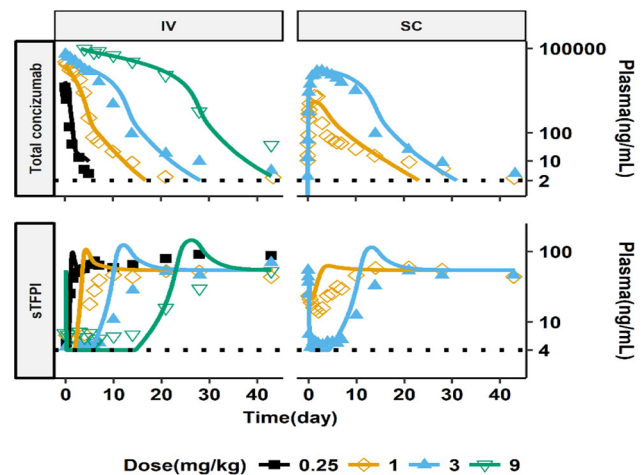 IV SC
Total concizumab
100000
100
10
2
Plasma(ng/mL)
sTFPI
100
10
4
Plasma(ng/mL)
0 10 20 30 40 0 10 20 30 40
Time(day)
Dose(mg/kg) 0.25 1 3 9